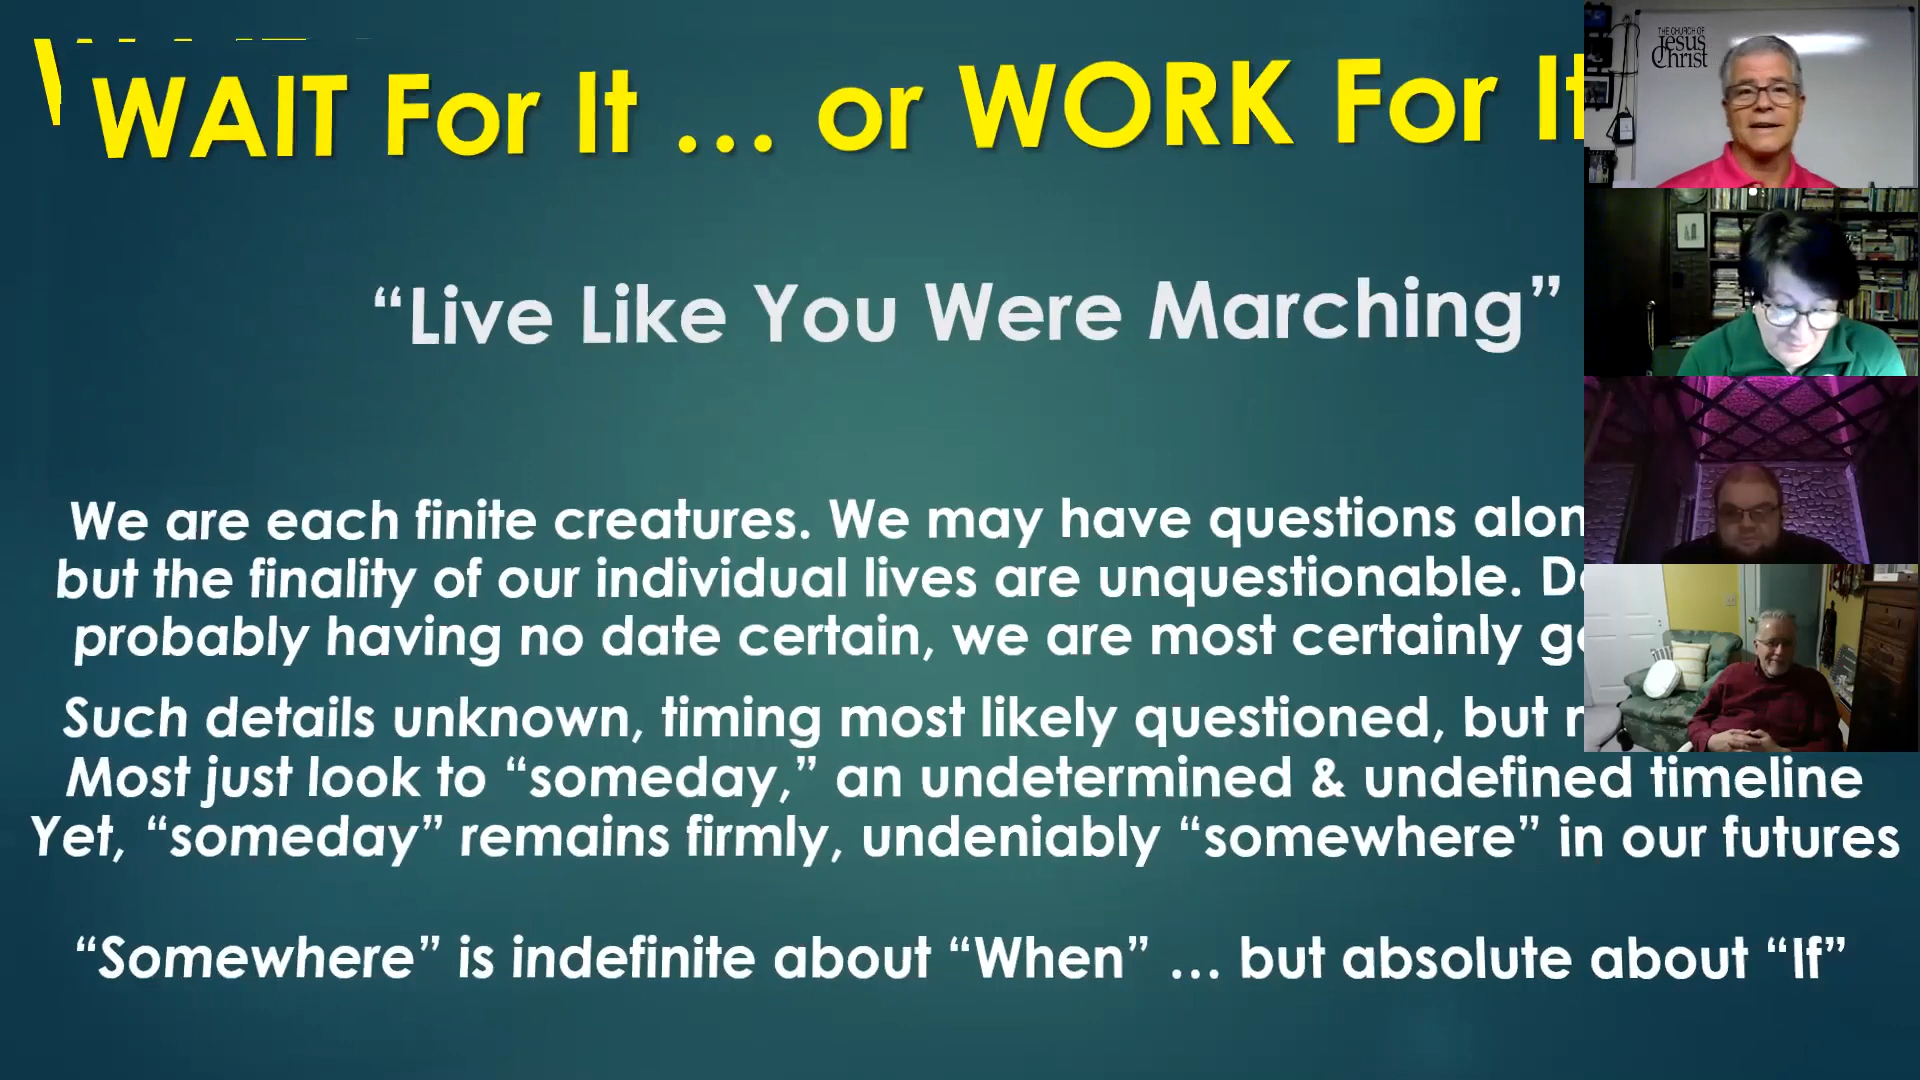 WAIT For It … or WORK For It
THE CHURCH OF
Jesus
Christ
“Live Like You Were Marching”
We are each finite creatures. We may have questions
but the finality of our individual lives are unquestionable.
probably having no date certain, we are most certainly
Such details unknown, timing most likely questioned, but
Most just look to “someday,” an undetermined & undefined timeline
Yet, “someday” remains firmly, undeniably “somewhere” in our futures
“Somewhere” is indefinite about “When” … but absolute about “If”